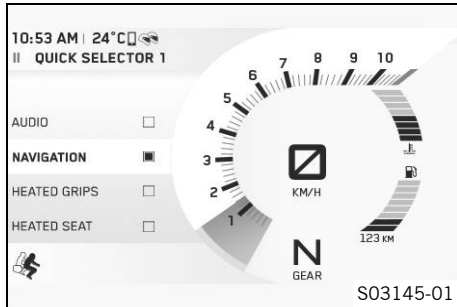 10:53 AM | 24°C
QUICK SELECTOR 1
AUDIO
NAVIGATION
HEATED GRIPS
HEATED SEAT
1
2
3
4
5
6
7
8
9
10
0
KM/H
N
GEAR
123 KM
S03145-01